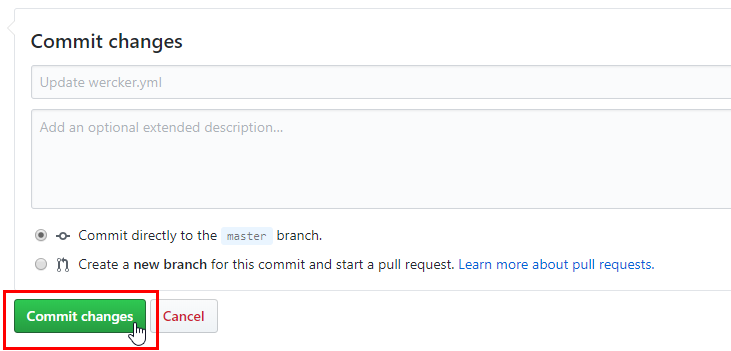 Commit changes
Update wercker.yml
Add an optional extended description...
Commit directly to the master branch.
Create a new branch for this commit and start a pull request. Learn more about pull requests.
Commit changes Cancel